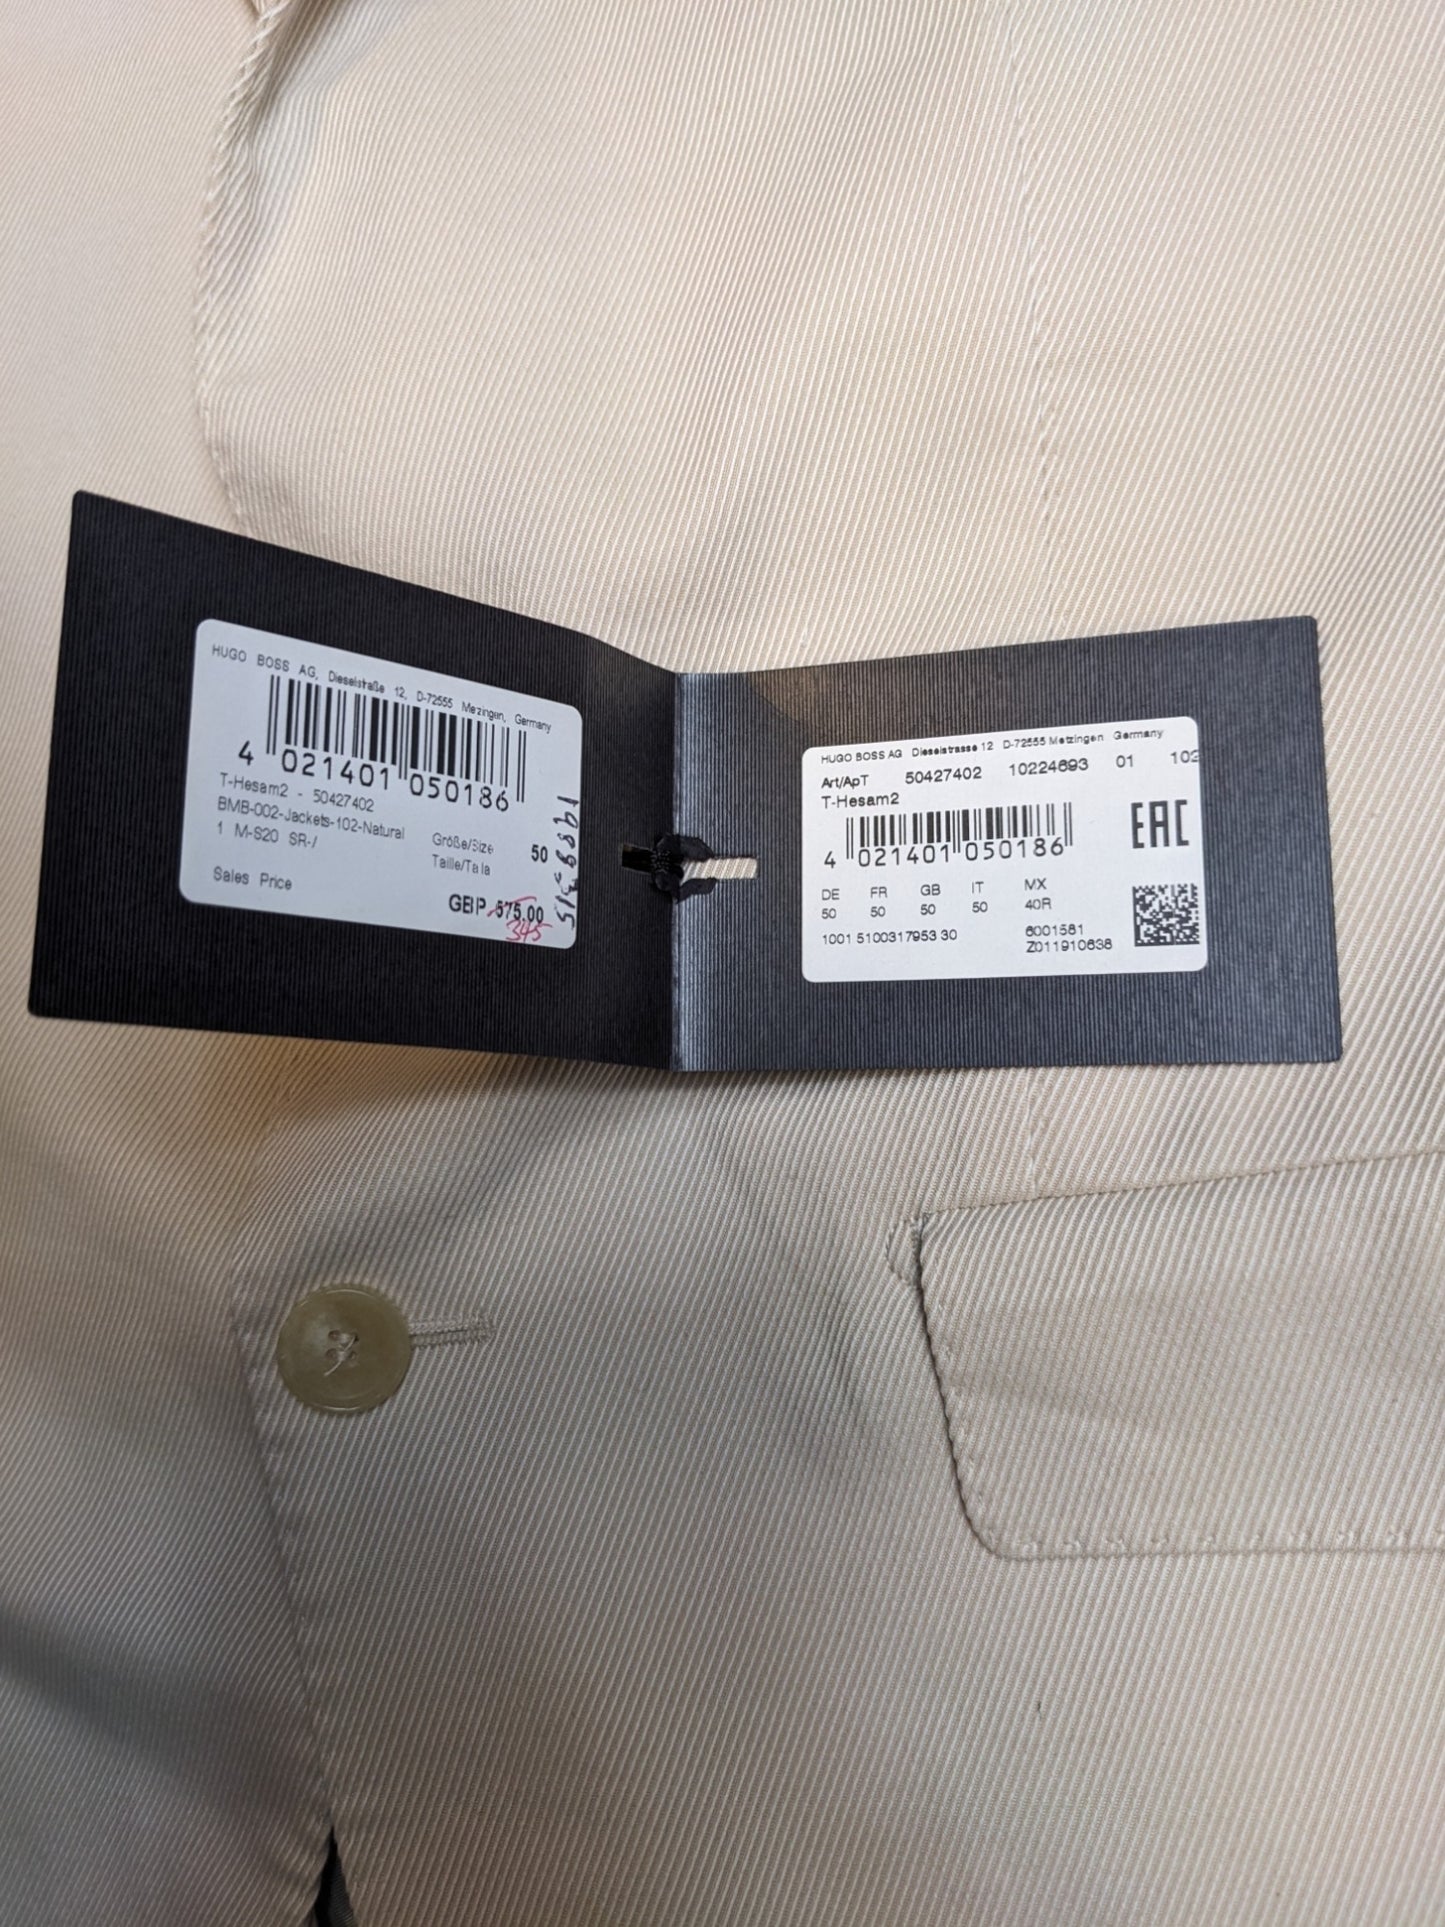 HUGO BOSS AG, Dieselstraße 12, D-72555 Metzingen, Germany
4 021401 050186
T-Hesam2 - 50427402
BMB-002-Jackets-102-Natural
1 M-S20 SR-/
Größe/Size 50
Taille/Talla
Sales Price
GBP 575.00
345
HUGO BOSS AG Dieselstrasse 12 D-72555 Metzingen Germany
Art/ApT 50427402 10224693 01 102
T-Hesam2
EAC
4 021401 050186
DE FR GB IT MX
50 50 50 50 40R
1001 5100317953 30 6001581
Z011910638